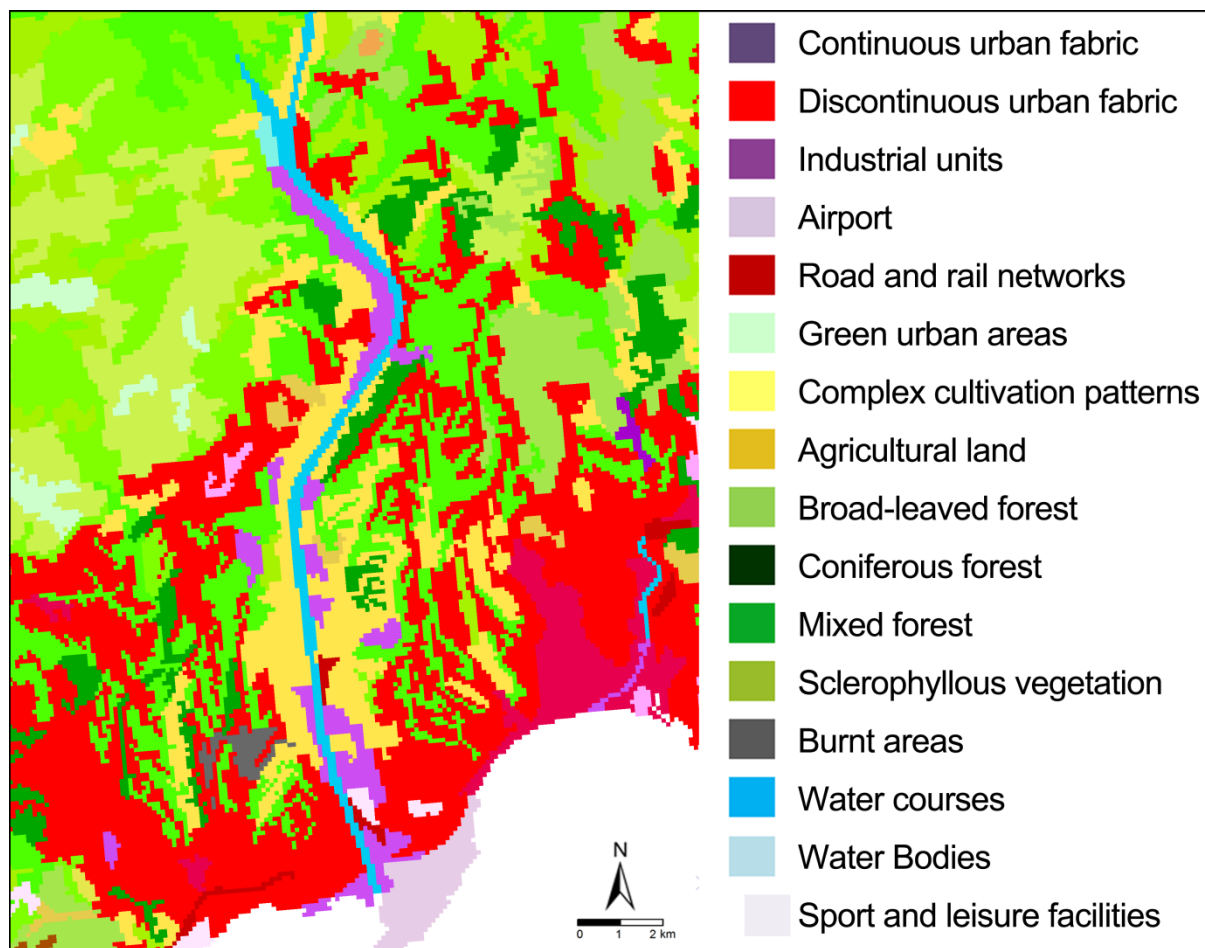 Continuous urban fabric
Discontinuous urban fabric
Industrial units
Airport
Road and rail networks
Green urban areas
Complex cultivation patterns
Agricultural land
Broad-leaved forest
Coniferous forest
Mixed forest
Sclerophyllous vegetation
Burnt areas
Water courses
Water Bodies
Sport and leisure facilities
N
0 1 2 km